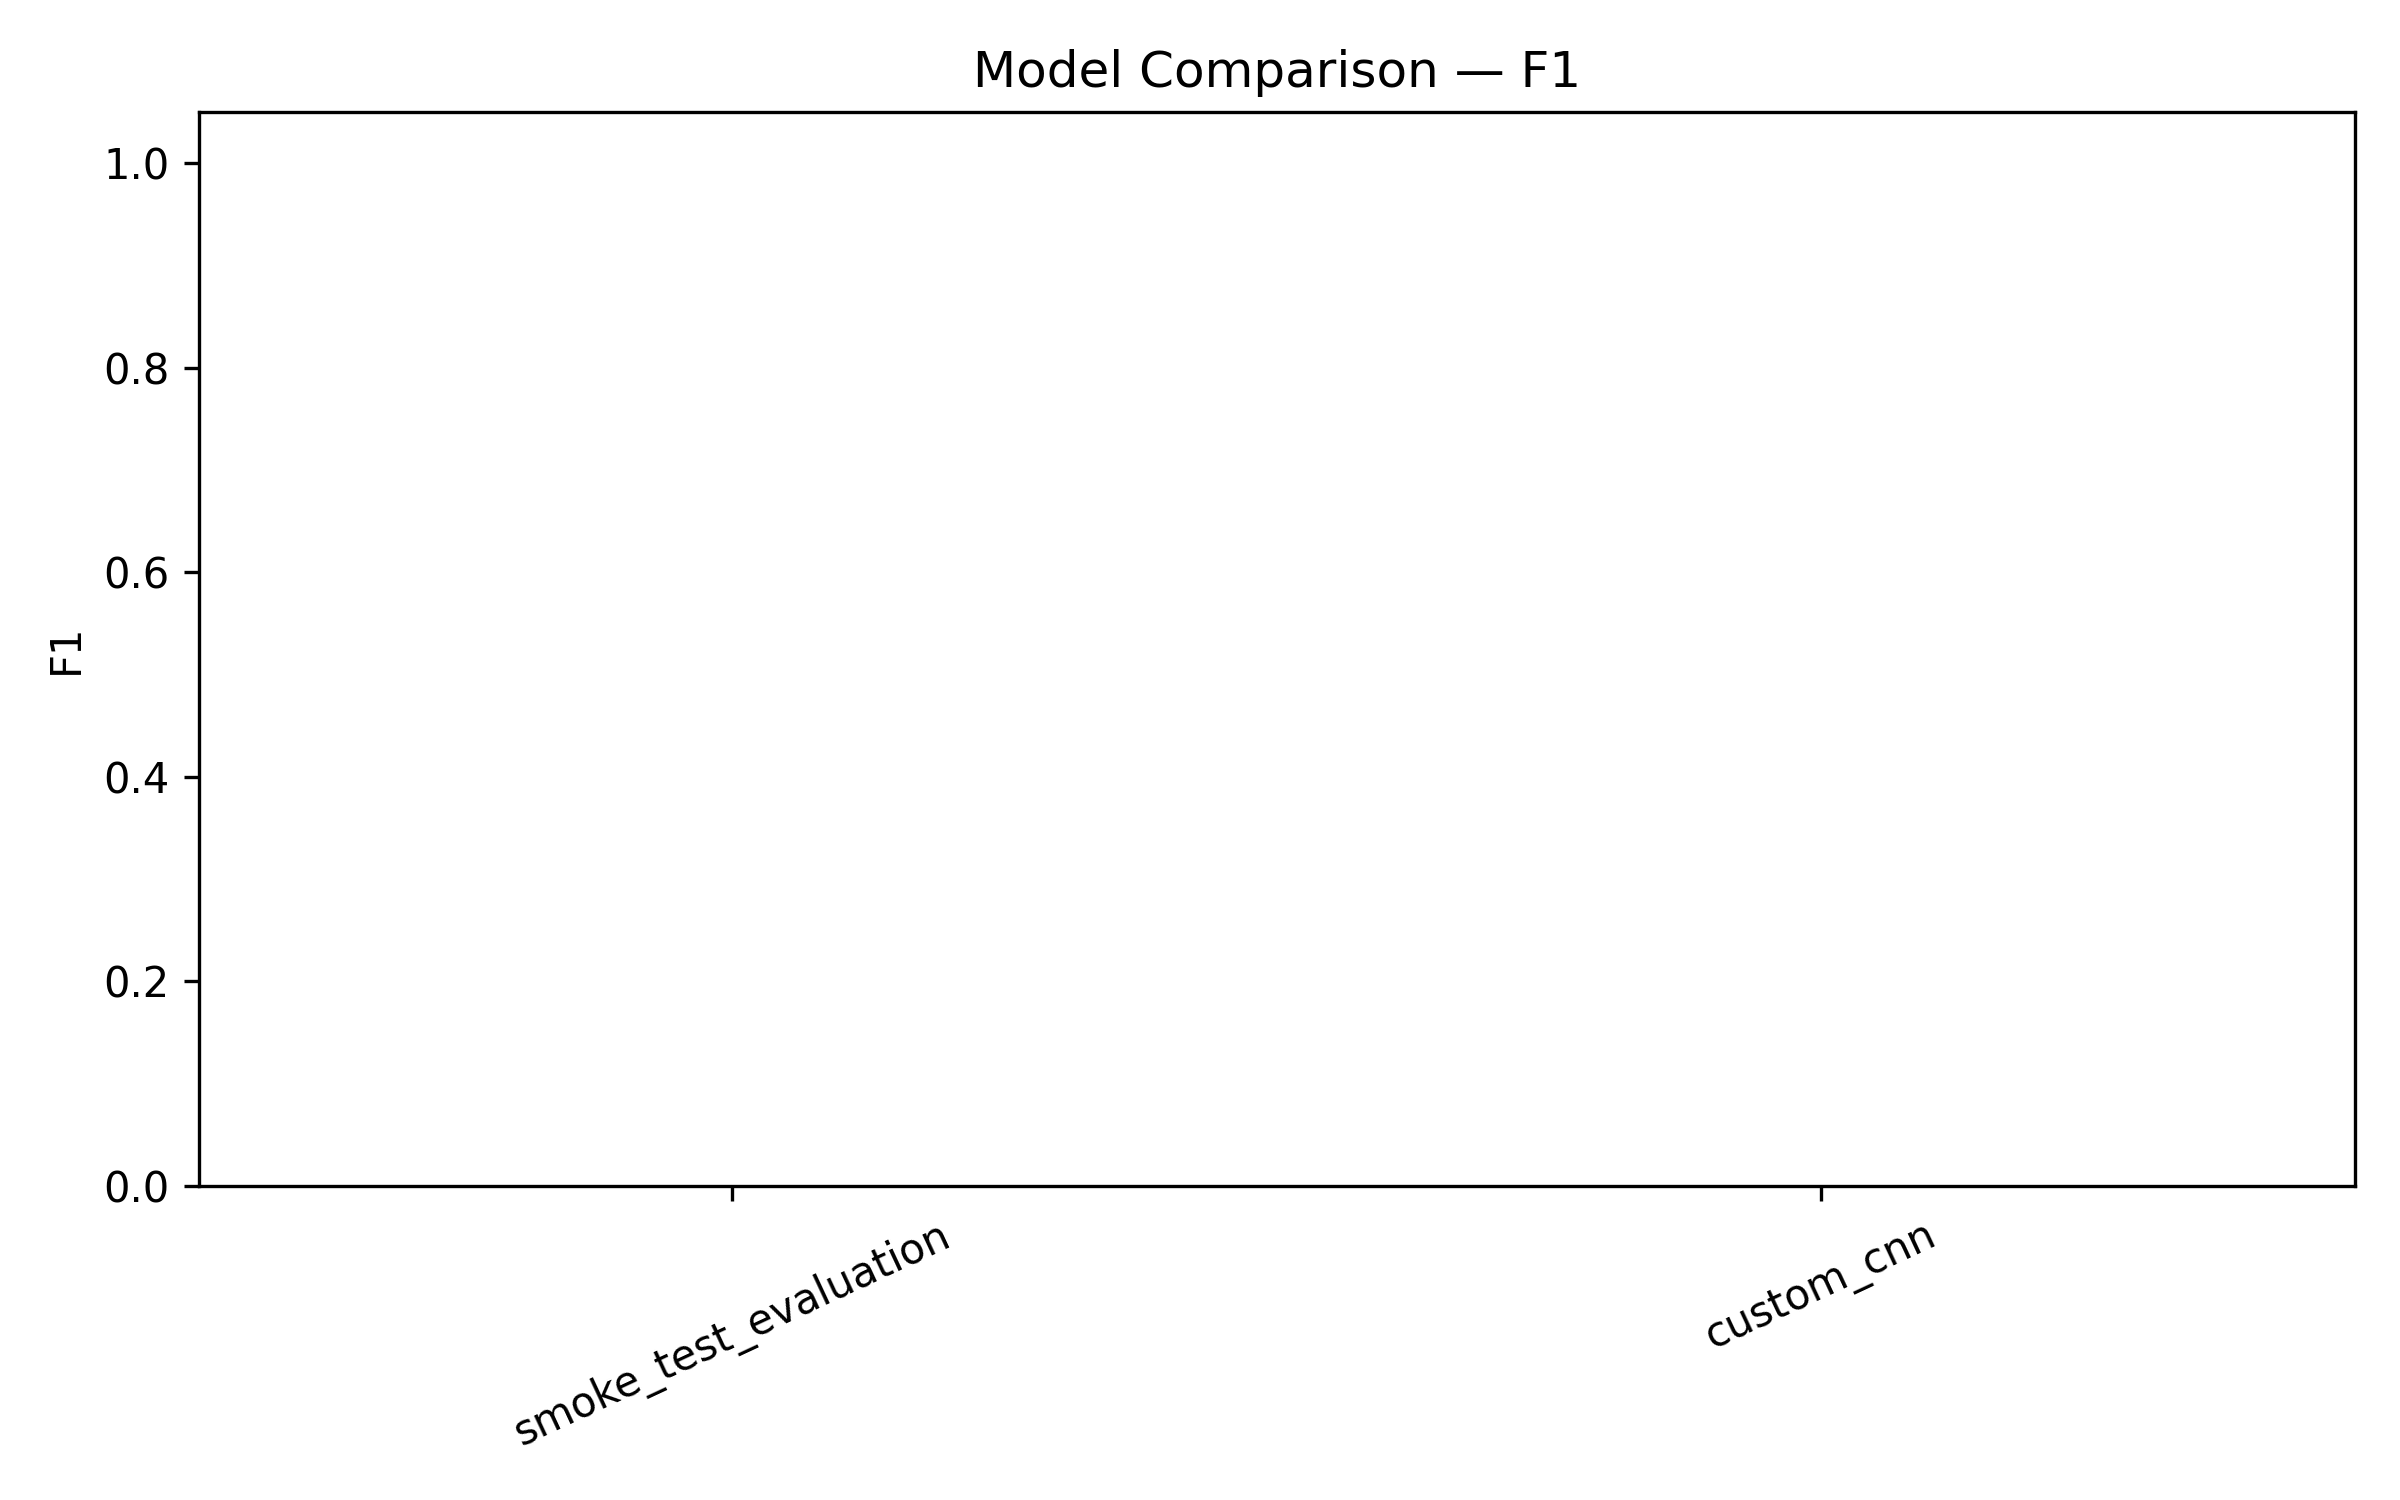 Model Comparison — F1
1.0
0.8
0.6
0.4
0.2
0.0
F1
smoke_test_evaluation
custom_cnn